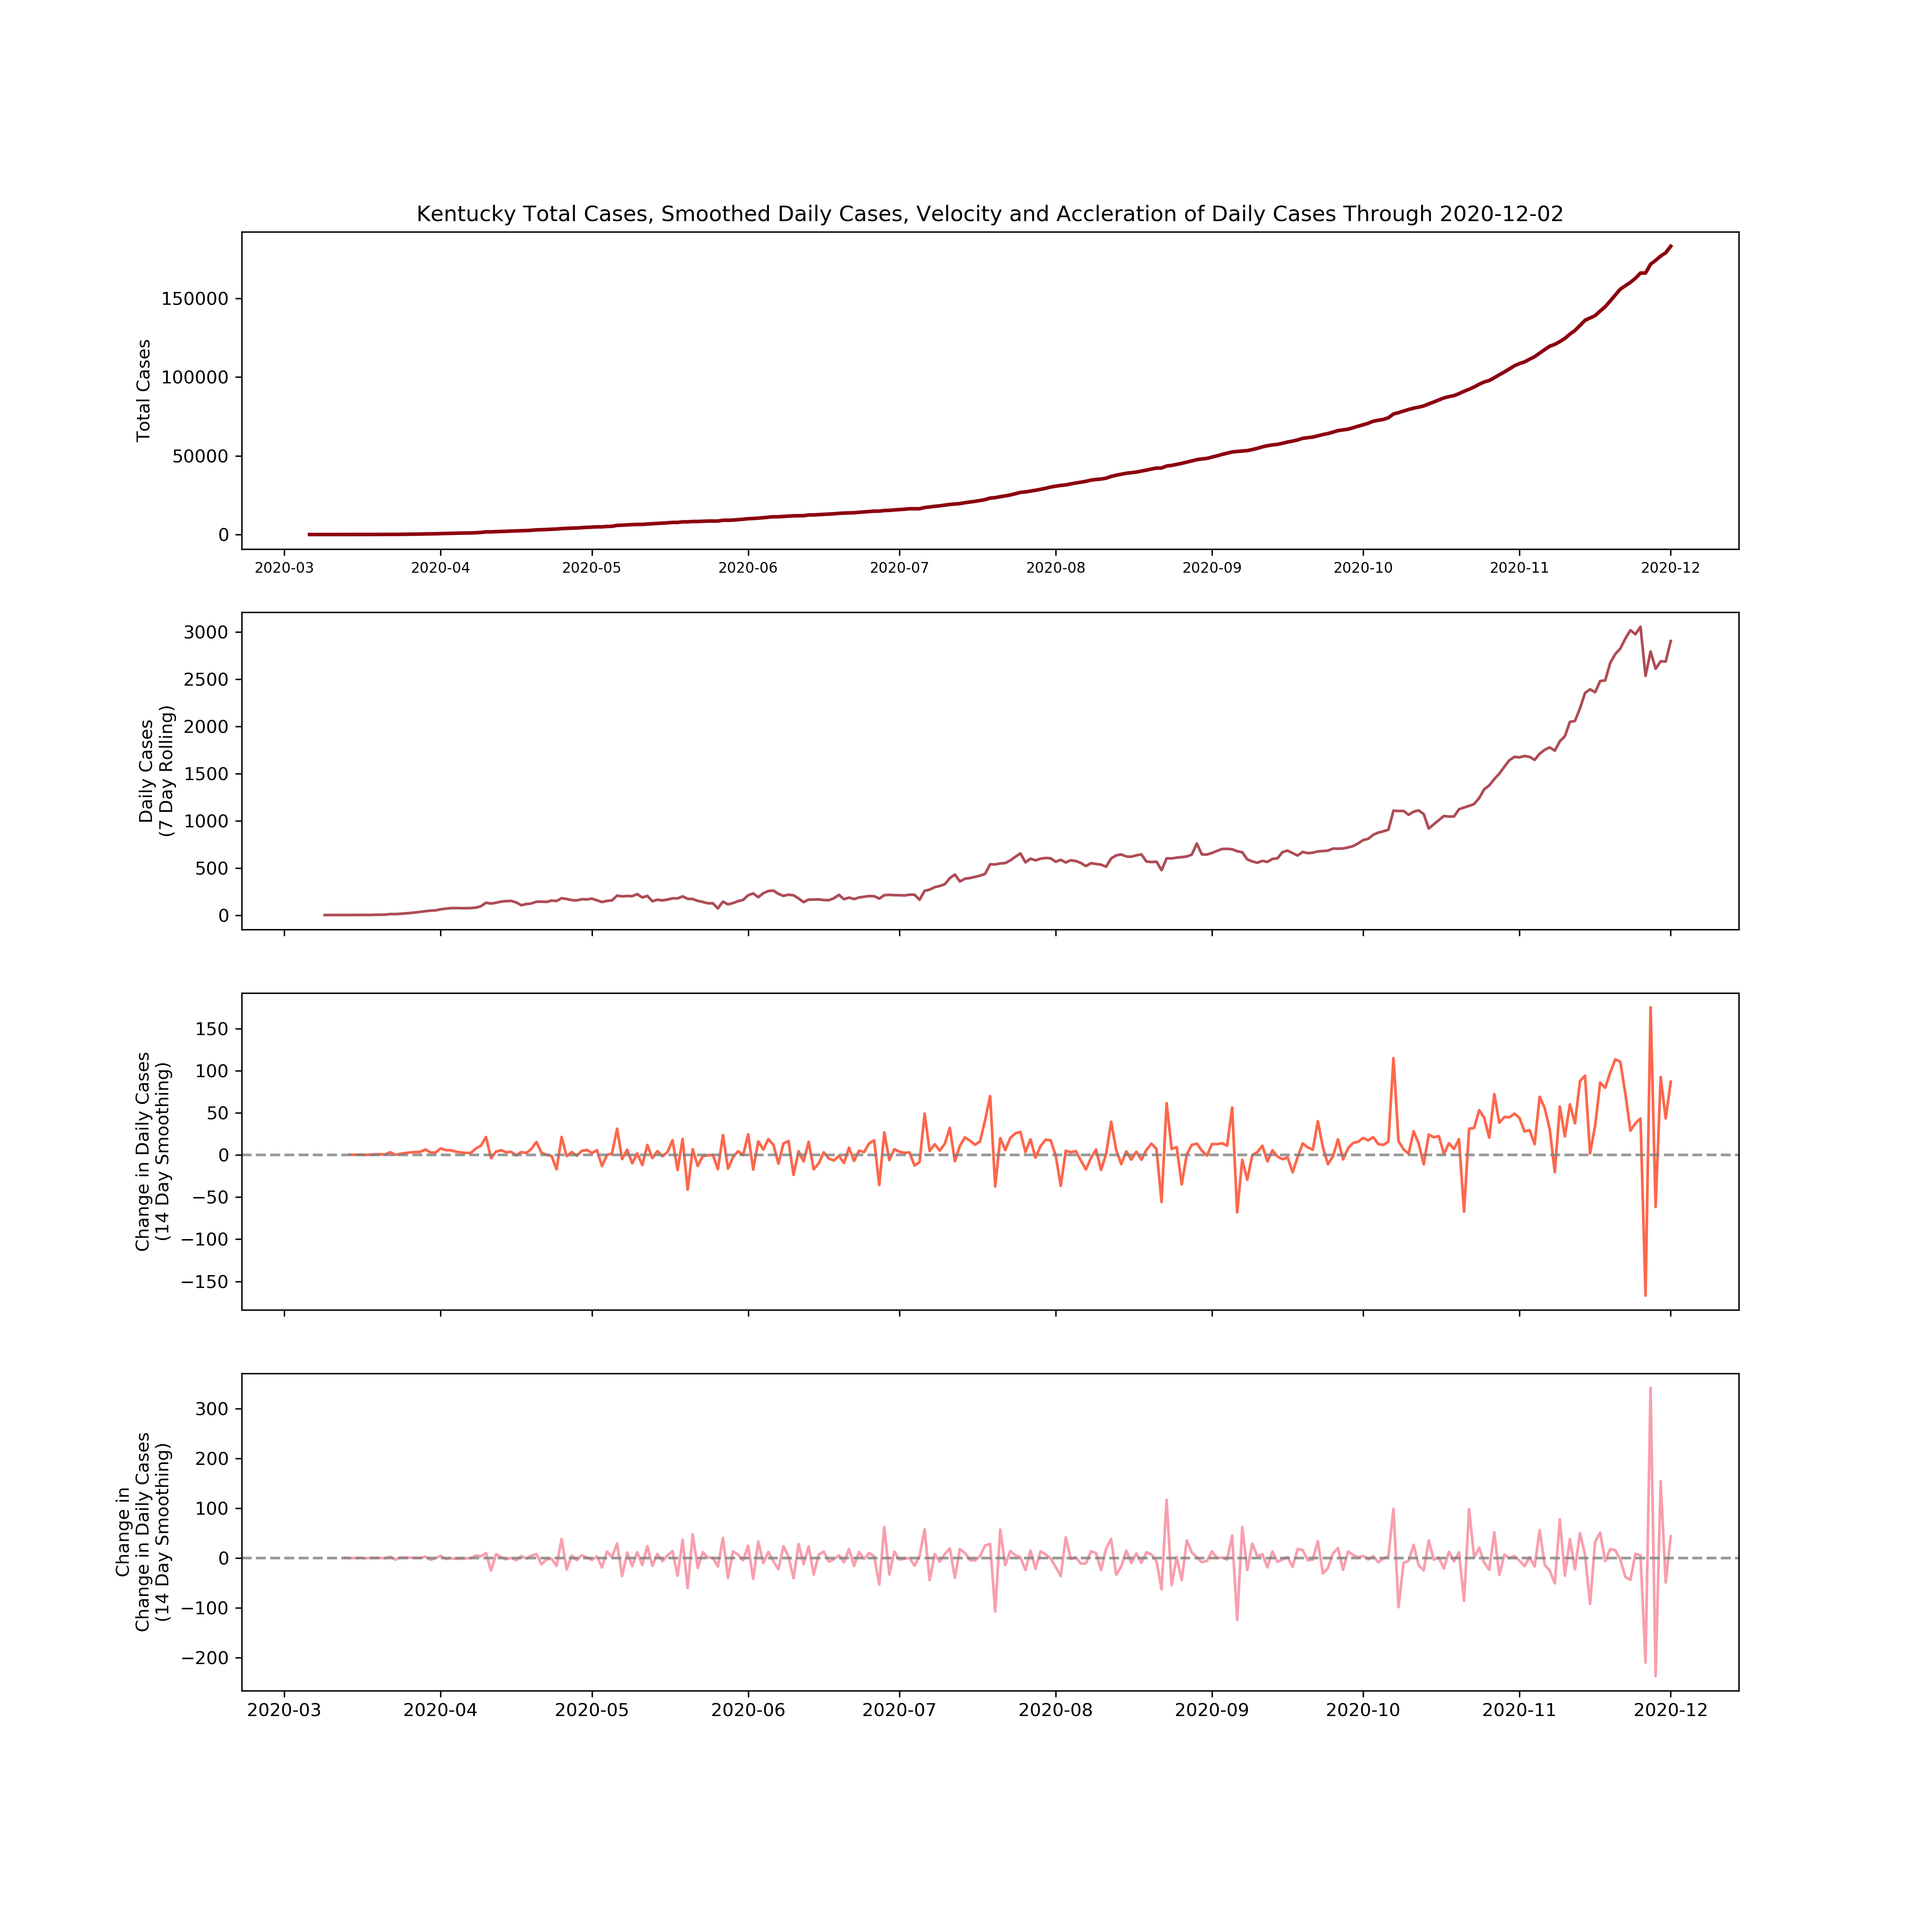 Kentucky Total Cases, Smoothed Daily Cases, Velocity and Accleration of Daily Cases Through 2020-12-02
Total Cases
150000
100000
50000
0
2020-03 2020-04 2020-05 2020-06 2020-07 2020-08 2020-09 2020-10 2020-11 2020-12
Daily Cases
(7 Day Rolling)
3000
2500
2000
1500
1000
500
0
Change in Daily Cases
(14 Day Smoothing)
150
100
50
0
−50
−100
−150
Change in
Change in Daily Cases
(14 Day Smoothing)
300
200
100
0
−100
−200
2020-03 2020-04 2020-05 2020-06 2020-07 2020-08 2020-09 2020-10 2020-11 2020-12